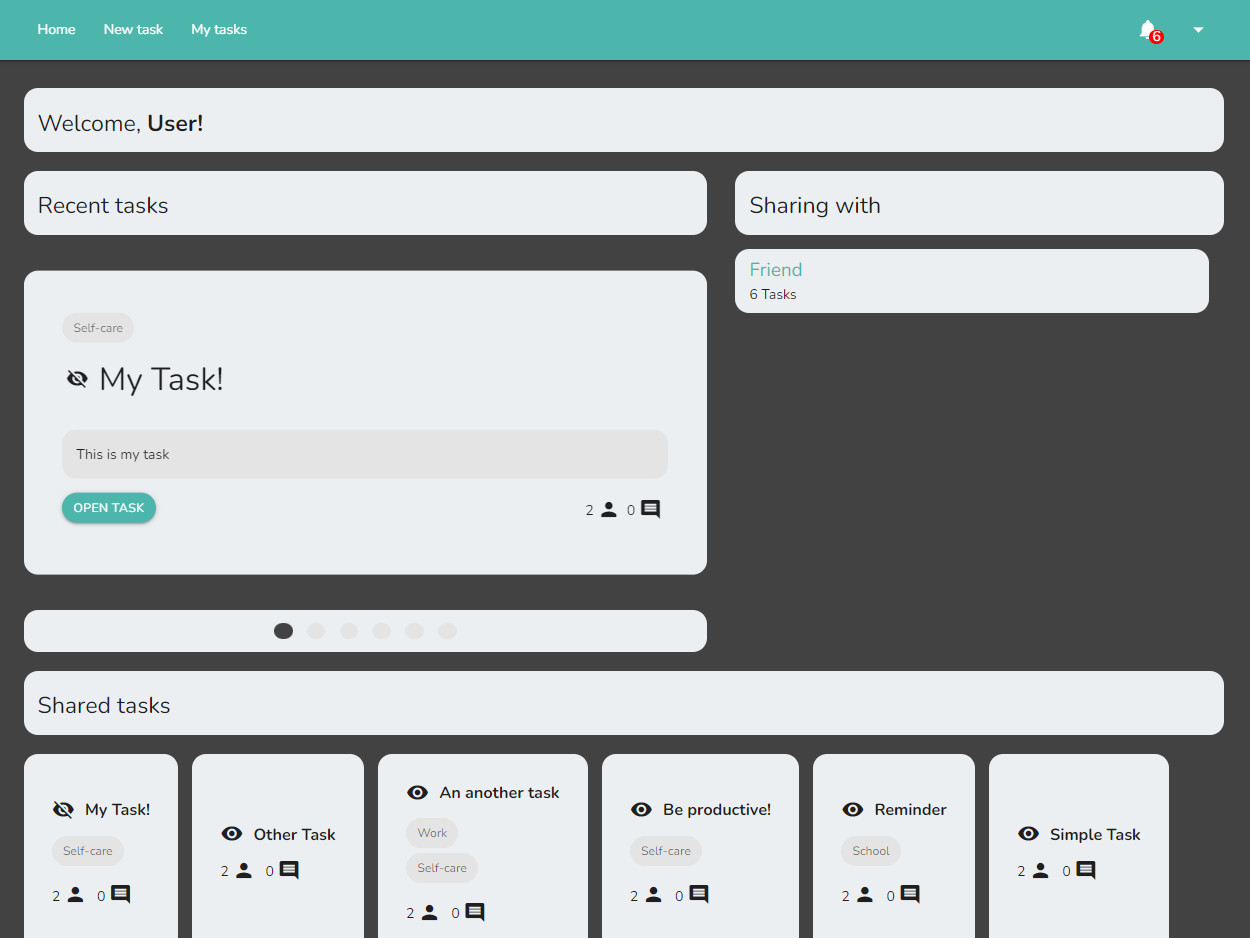 Home New task My tasks 6
Welcome, User!
Recent tasks
Sharing with
Friend
6 Tasks
Self-care
My Task!
This is my task
OPEN TASK
2 0
Shared tasks
My Task!
Self-care
2 0
Other Task
2 0
An another task
Work
Self-care
2 0
Be productive!
Self-care
2 0
Reminder
School
2 0
Simple Task
2 0